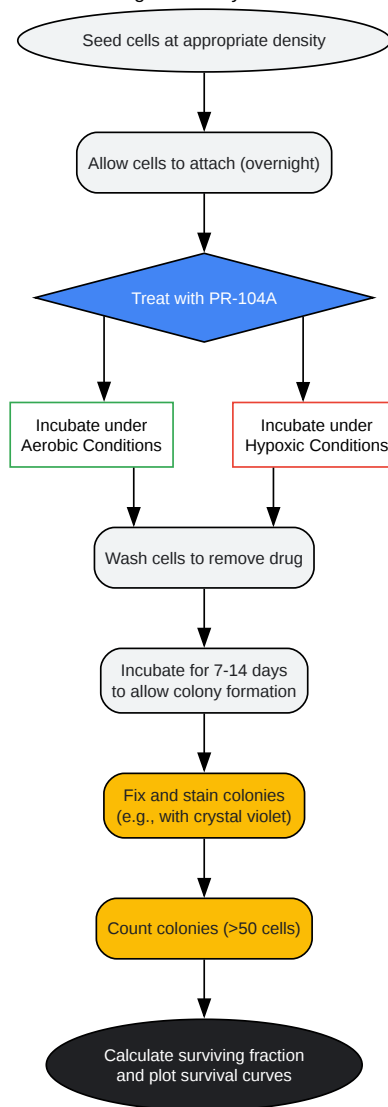 Seed cells at appropriate density
Allow cells to attach (overnight)
Treat with PR-104A
Incubate under
Aerobic Conditions
Incubate under
Hypoxic Conditions
Wash cells to remove drug
Incubate for 7-14 days
to allow colony formation
Fix and stain colonies
(e.g., with crystal violet)
Count colonies (>50 cells)
Calculate surviving fraction
and plot survival curves